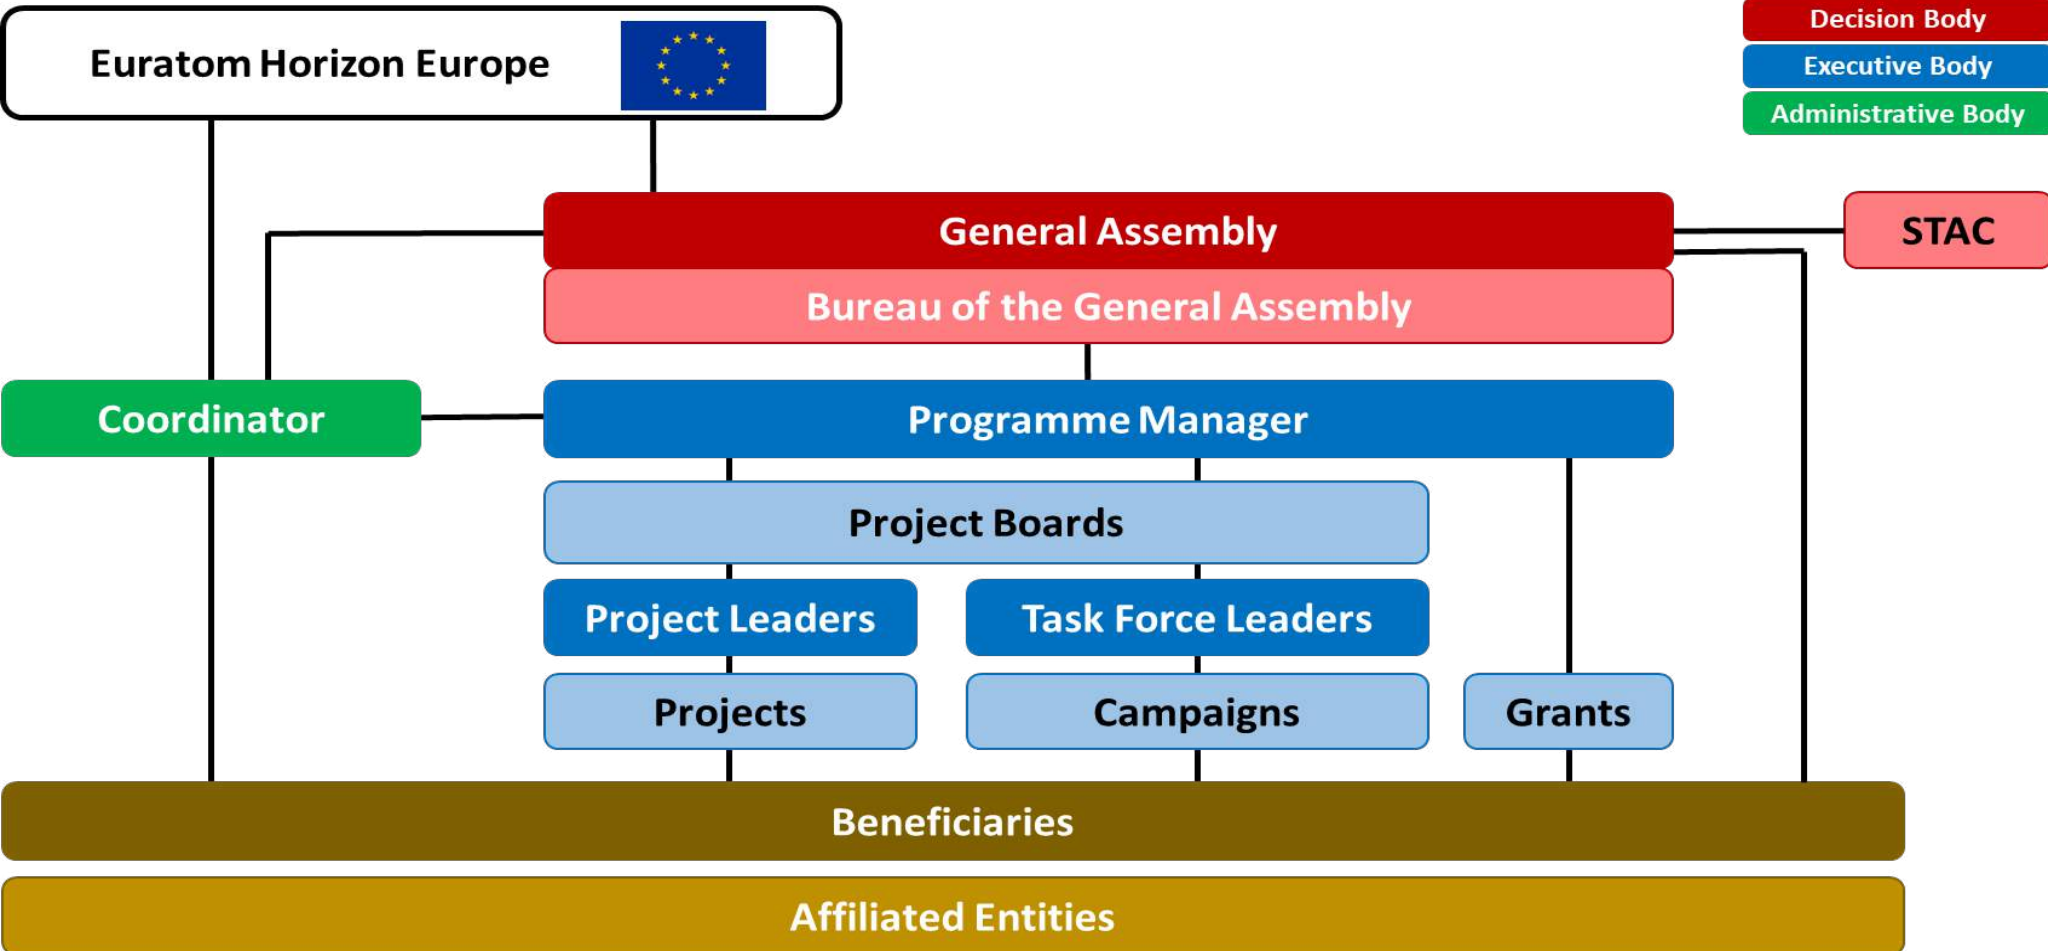 Euratom Horizon Europe
Decision Body
Executive Body
Administrative Body
General Assembly
STAC
Bureau of the General Assembly
Coordinator
Programme Manager
Project Boards
Project Leaders
Task Force Leaders
Projects
Campaigns
Grants
Beneficiaries
Affiliated Entities